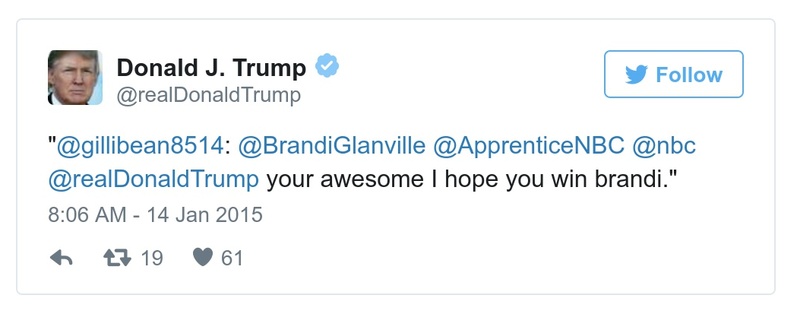 Donald J. Trump
@realDonaldTrump
Follow
"@gillibean8514: @BrandiGlanville @ApprenticeNBC @nbc
@realDonaldTrump your awesome I hope you win brandi."
8:06 AM - 14 Jan 2015
19 61